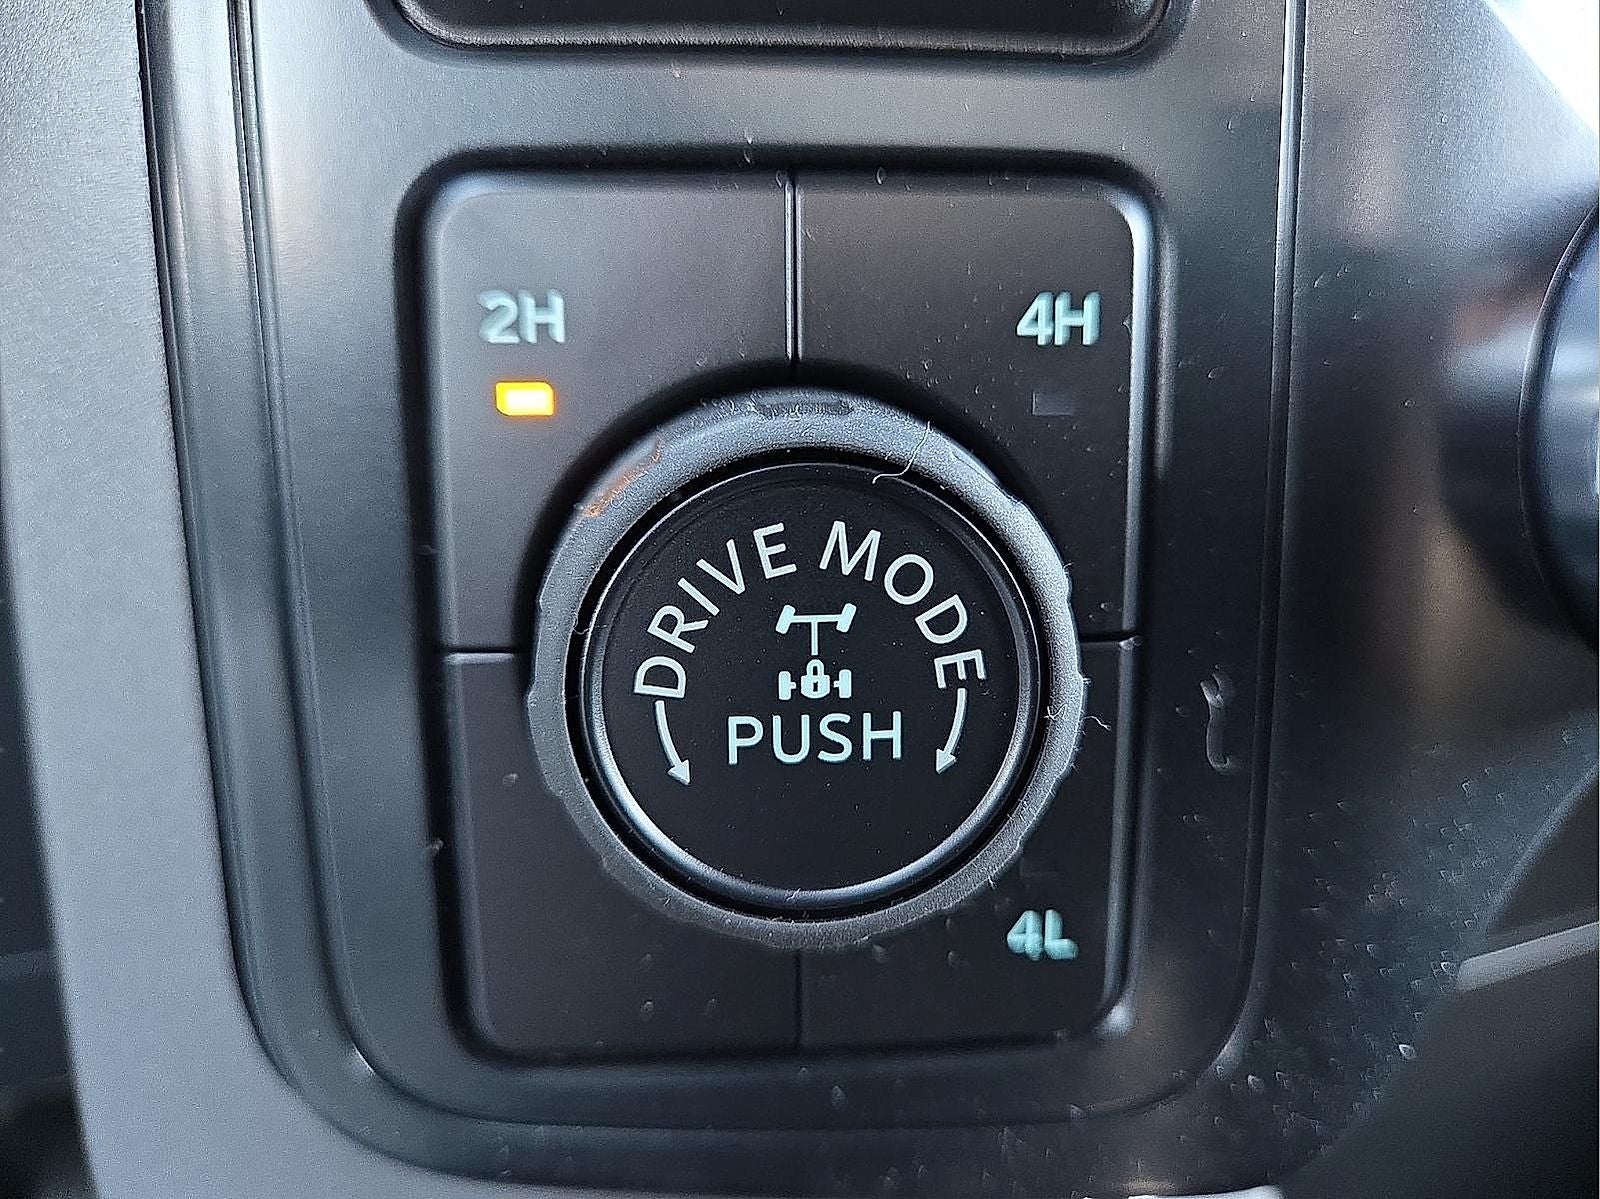 2H
4H
DRIVE MODE
PUSH
4L